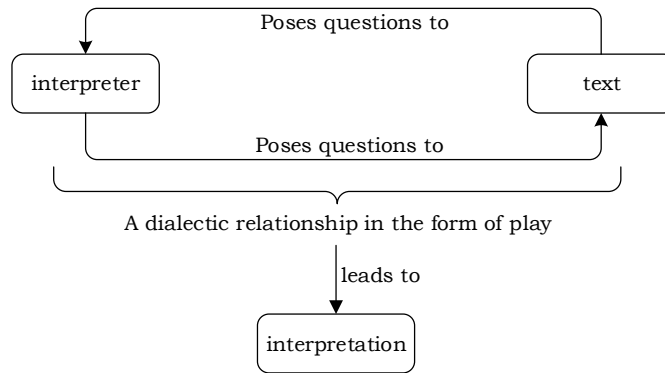 Poses questions to
interpreter
text
Poses questions to
A dialectic relationship in the form of play
leads to
interpretation